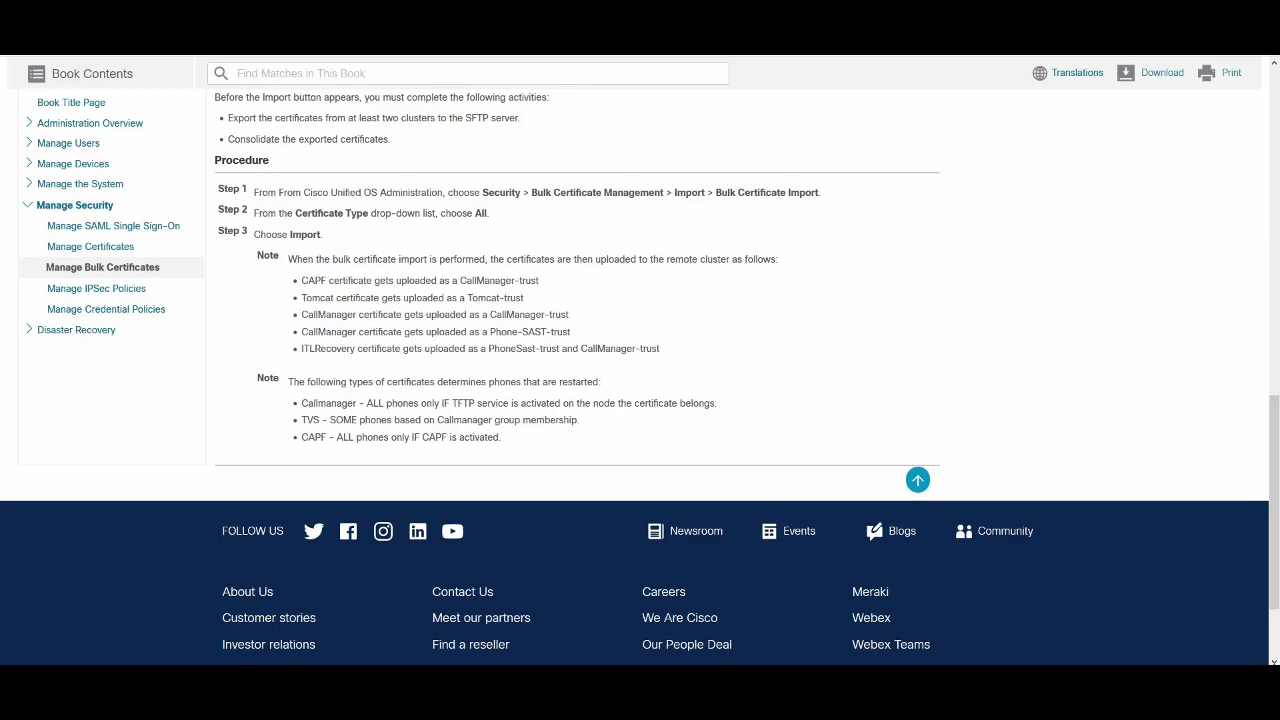 Book Contents
Find Matches in This Book
Translations
Download
Print
Book Title Page
Administration Overview
Manage Users
Manage Devices
Manage the System
Manage Security
Manage SAML Single Sign-On
Manage Certificates
Manage Bulk Certificates
Manage IPSec Policies
Manage Credential Policies
Disaster Recovery
Before the Import button appears, you must complete the following activities:
• Export the certificates from at least two clusters to the SFTP server.
• Consolidate the exported certificates.
Procedure
Step 1 From From Cisco Unified OS Administration, choose Security > Bulk Certificate Management > Import > Bulk Certificate Import.
Step 2 From the Certificate Type drop-down list, choose All.
Step 3 Choose Import.
Note When the bulk certificate import is performed, the certificates are then uploaded to the remote cluster as follows:
• CAPF certificate gets uploaded as a CallManager-trust
• Tomcat certificate gets uploaded as a Tomcat-trust
• CallManager certificate gets uploaded as a CallManager-trust
• CallManager certificate gets uploaded as a Phone-SAST-trust
• ITLRecovery certificate gets uploaded as a PhoneSast-trust and CallManager-trust
Note The following types of certificates determines phones that are restarted:
• Callmanager - ALL phones only IF TFTP service is activated on the node the certificate belongs.
• TVS - SOME phones based on Callmanager group membership.
• CAPF - ALL phones only IF CAPF is activated.
FOLLOW US
Newsroom
Events
Blogs
Community
About Us
Contact Us
Careers
Meraki
Customer stories
Meet our partners
We Are Cisco
Webex
Investor relations
Find a reseller
Our People Deal
Webex Teams